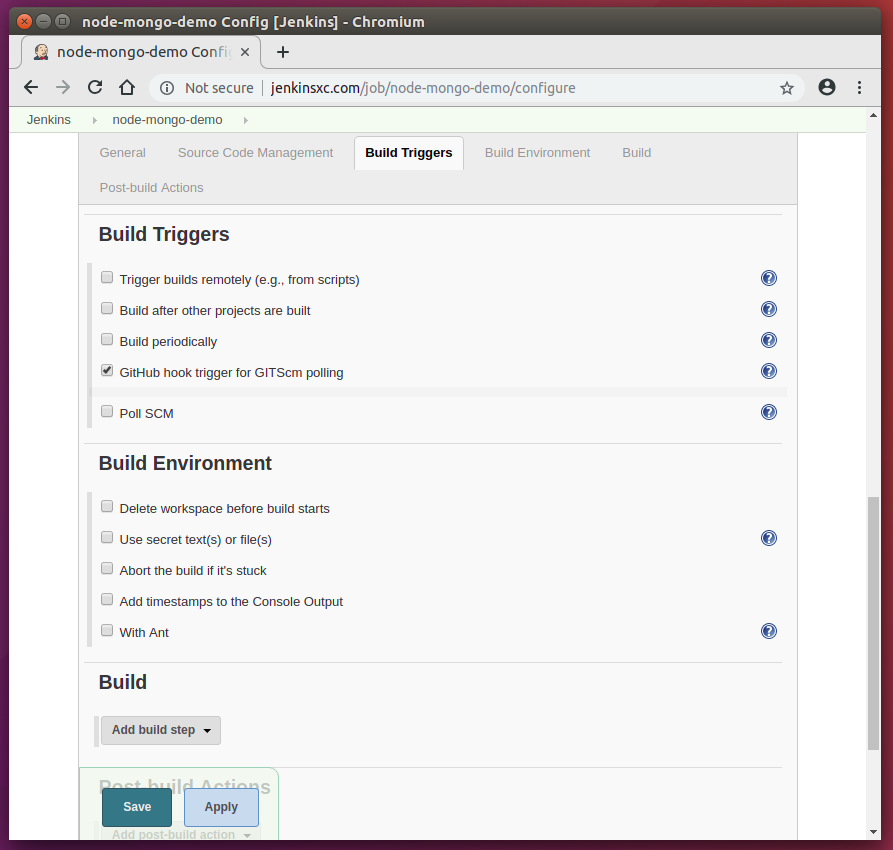 node-mongo-demo Config [Jenkins] - Chromium
node-mongo-demo Confi
Not secure | jenkinsxc.com/job/node-mongo-demo/configure
Jenkins node-mongo-demo
General Source Code Management Build Triggers Build Environment Build
Post-build Actions
Build Triggers
Trigger builds remotely (e.g., from scripts)
Build after other projects are built
Build periodically
GitHub hook trigger for GITScm polling
Poll SCM
Build Environment
Delete workspace before build starts
Use secret text(s) or file(s)
Abort the build if it's stuck
Add timestamps to the Console Output
With Ant
Build
Add build step
Post-build Actions
Save Apply
Add post-build action